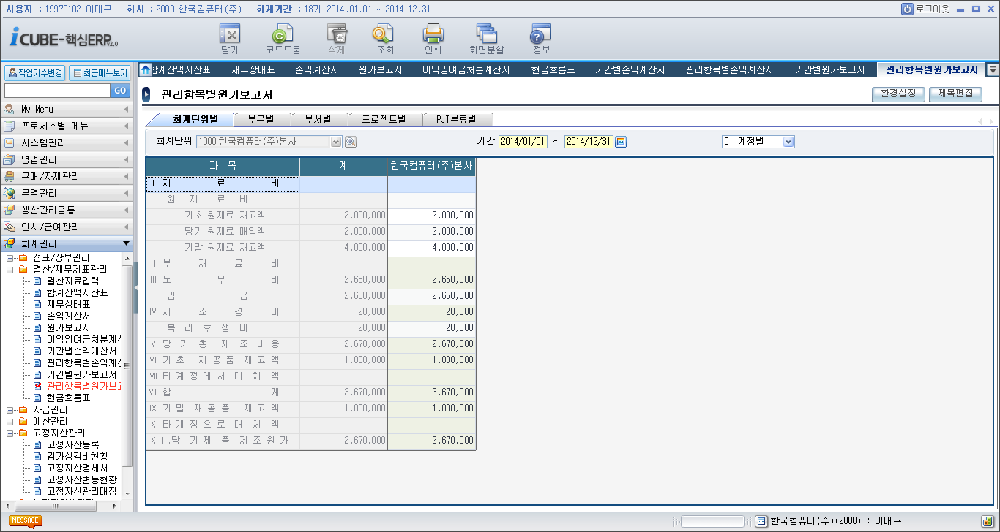 사용자 : 19970102 이대구 회사 : 2000 한국컴퓨터(주) 회계기간 : 18기 2014.01.01 ~ 2014.12.31 로그아웃
iCUBE-핵심ERP v2.0
닫기 코드도움 삭제 조회 인쇄 화면분할 정보
작업기수변경 최근메뉴보기
합계잔액시산표 재무상태표 손익계산서 원가보고서 이익잉여금처분계산서 현금흐름표 기간별손익계산서 관리항목별손익계산서 기간별원가보고서 관리항목별원가보고서
GO
관리항목별원가보고서 환경설정 제목편집
My Menu
프로세스별 메뉴
시스템관리
영업관리
구매/자재관리
무역관리
생산관리공통
인사/급여관리
회계관리
전표/장부관리
결산/재무제표관리
결산자료입력
합계잔액시산표
재무상태표
손익계산서
원가보고서
이익잉여금처분계산
기간별손익계산서
관리항목별손익계산
기간별원가보고서
관리항목별원가보고
현금흐름표
자금관리
예산관리
고정자산관리
고정자산등록
감가상각비현황
고정자산명세서
고정자산변동현황
고정자산관리대장
회계단위별 부문별 부서별 프로젝트별 PJT분류별
회계단위 1000 한국컴퓨터(주)본사 기간 2014/01/01 ~ 2014/12/31 0. 계정별
과 목 계 한국컴퓨터(주)본사
Ⅰ.재 료 비
원 재 료 비
기초 원재료 재고액 2,000,000 2,000,000
당기 원재료 매입액 2,000,000 2,000,000
기말 원재료 재고액 4,000,000 4,000,000
Ⅱ.부 재 료 비
Ⅲ.노 무 비 2,650,000 2,650,000
임 금 2,650,000 2,650,000
Ⅳ.제 조 경 비 20,000 20,000
복 리 후 생 비 20,000 20,000
Ⅴ.당 기 총 제 조 비 용 2,670,000 2,670,000
Ⅵ.기 초 재 공 품 재 고 액 1,000,000 1,000,000
Ⅶ.타 계 정 에 서 대 체 액
Ⅷ.합 계 3,670,000 3,670,000
Ⅸ.기 말 재 공 품 재 고 액 1,000,000 1,000,000
Ⅹ.타 계 정 으 로 대 체 액
ⅩⅠ.당 기 제 품 제 조 원 가 2,670,000 2,670,000
MESSAGE 한국컴퓨터(주)(2000) : 이대구